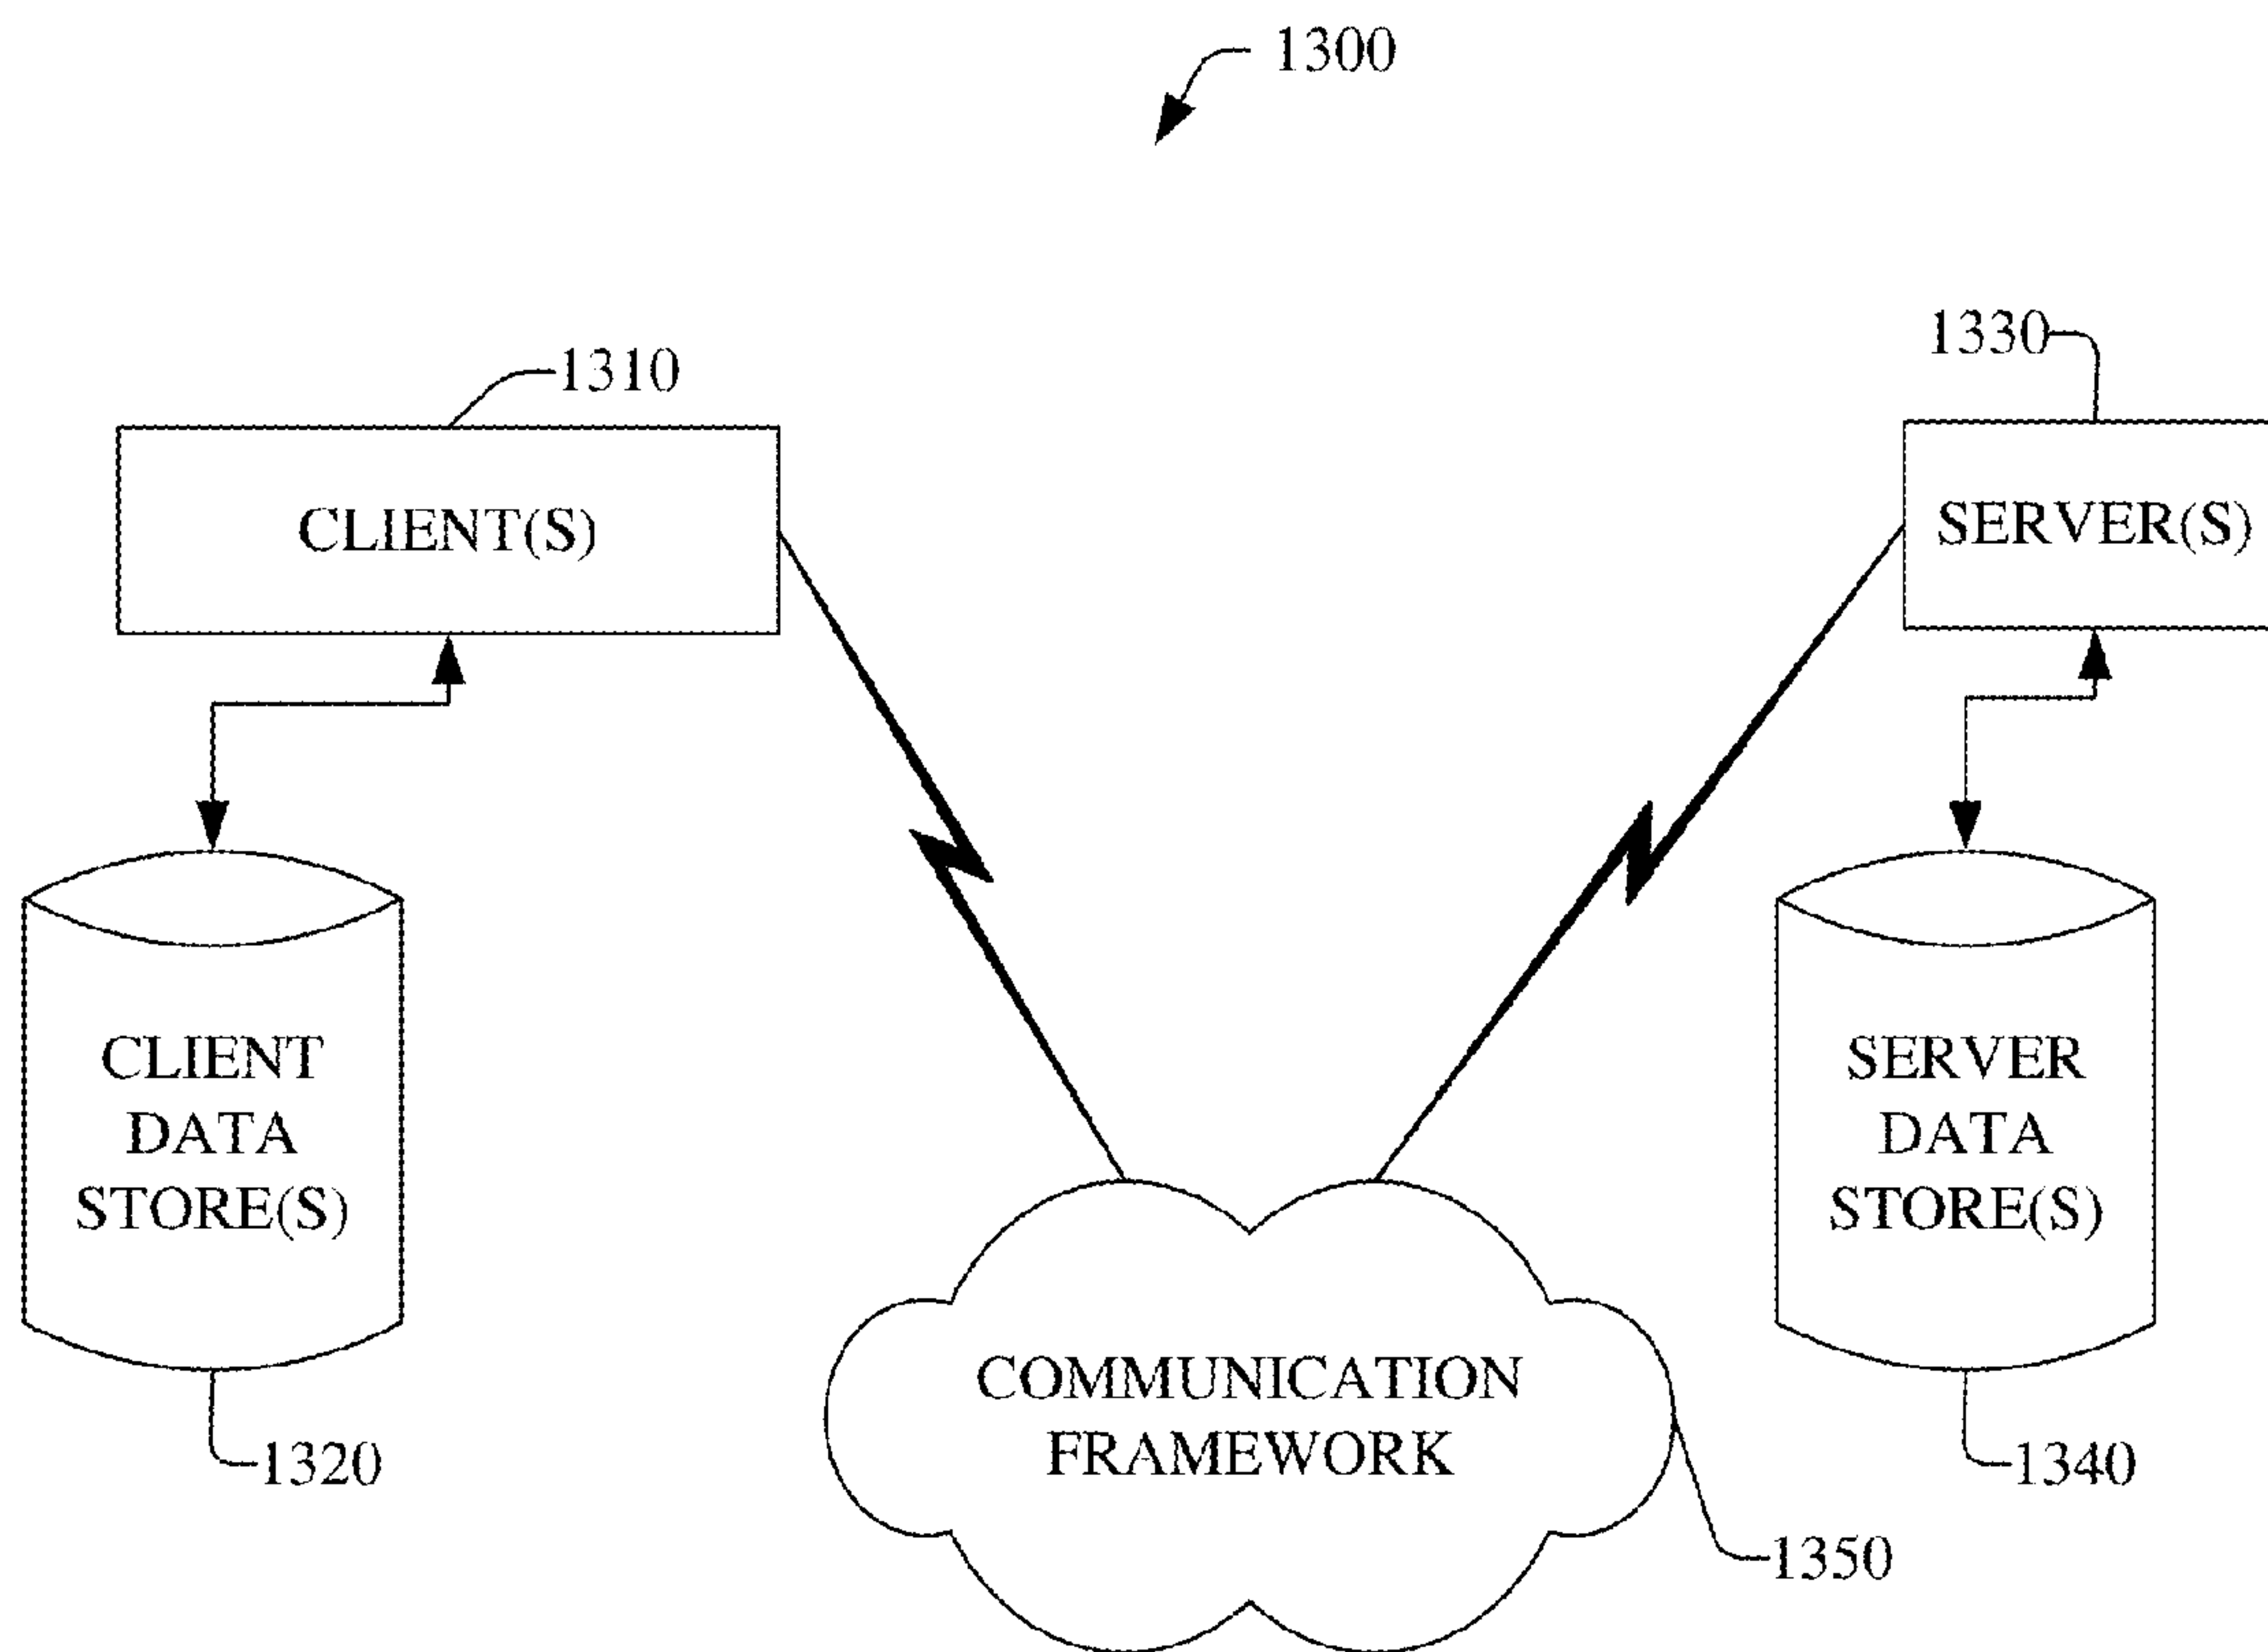 1300
1310
1330
CLIENT(S)
SERVER(S)
CLIENT
DATA
STORE(S)
SERVER
DATA
STORE(S)
COMMUNICATION
FRAMEWORK
1320
1340
1350